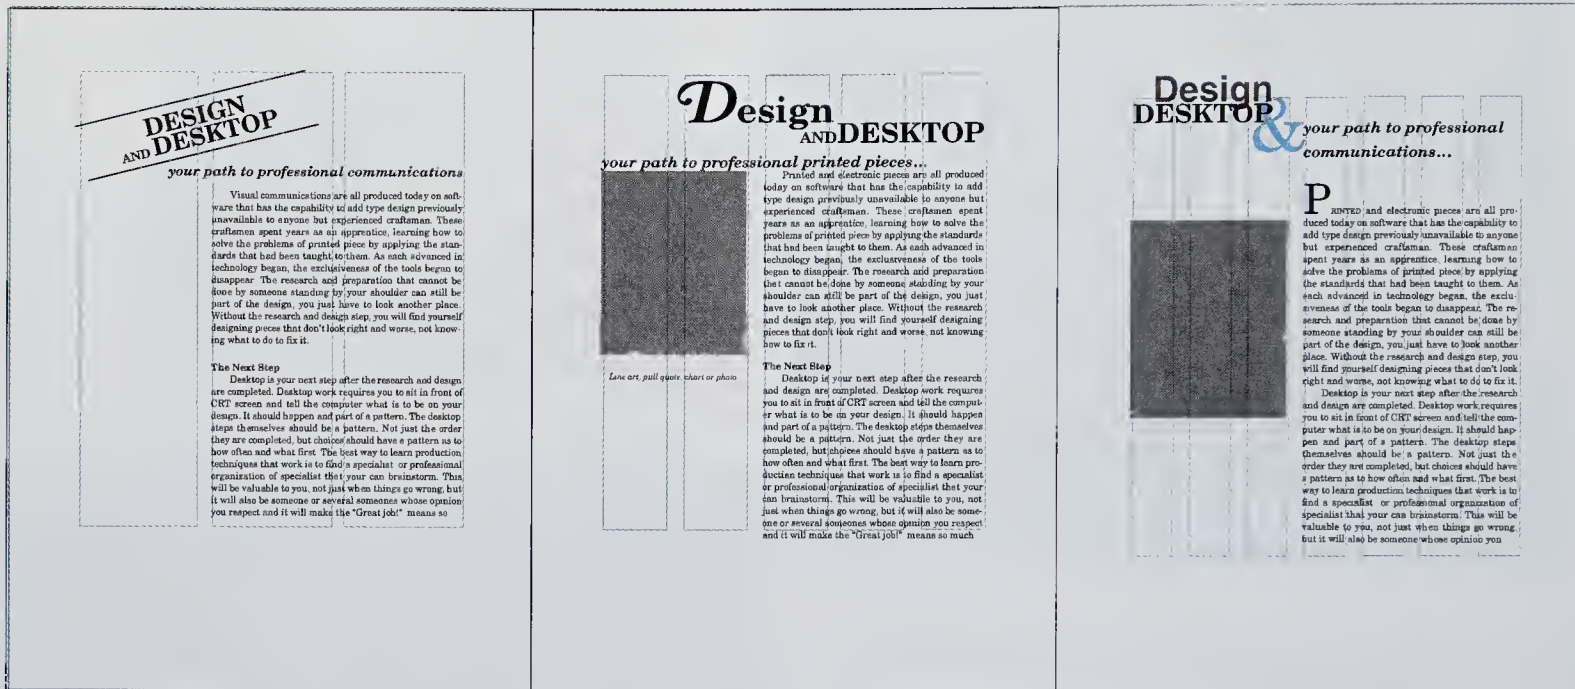 DESIGN
AND DESKTOP
your path to professional communications
Visual communications are all produced today on soft-
ware that has the capability to add type design previously
unavailable to anyone but experienced craftsman. These
craftsmen spent years as an apprentice, learning how to
solve the problems of printed piece by applying the stan-
dards that had been taught to them. As each advanced in
technology began, the exclusiveness of the tools began to
disappear The research and preparation that cannot be
done by someone standing by your shoulder can still be
part of the design, you just have to look another place.
Without the research and design step, you will find yourself
designing pieces that don't look right and worse, not know-
ing what to do to fix it.
The Next Step
Desktop is your next step after the research and design
are completed. Desktop work requires you to sit in front of
CRT screen and tell the computer what is to be on your
design. It should happen and part of a pattern. The desktop
steps themselves should be a pattern. Not just the order
they are completed, but choices should have a pattern as to
how often and what first The best way to learn production
techniques that work is to find a specialist or professional
organization of specialist that your can brainstorm. This
will be valuable to you, not just when things go wrong, but
it will also be someone or several someones whose opinion
you respect and it will make the "Great job!" means so
Design
AND DESKTOP
your path to professional printed pieces...
Printed and electronic pieces are all produced
today on software that has the capability to add
type design previously unavailable to anyone but
experienced craftsman. These craftsmen spent
years as an apprentice, learning how to solve the
problems of printed piece by applying the standards
that had been taught to them. As each advanced in
technology began, the exclusiveness of the tools
began to disappear. The research and preparation
that cannot be done by someone standing by your
shoulder can still be part of the design, you just
have to look another place. Without the research
and design step, you will find yourself designing
pieces that don't look right and worse, not knowing
how to fix it.
Line art, pull quote, chart or photo
The Next Step
Desktop is your next step after the research
and design are completed. Desktop work requires
you to sit in front of CRT screen and tell the comput-
er what is to be on your design. It should happen
and part of a pattern. The desktop steps themselves
should be a pattern. Not just the order they are
completed, but choices should have a pattern as to
how often and what first. The best way to learn pro-
duction techniques that work is to find a specialist
or professional organization of specialist that your
can brainstorm. This will be valuable to you, not
just when things go wrong, but it will also be some-
one or several someones whose opinion you respect
and it will make the "Great job!" means so much
Design
DESKTOP &
your path to professional
communications...
PRINTED and electronic pieces are all pro-
duced today on software that has the capability to
add type design previously unavailable to anyone
but experienced craftsman. These craftsmen
spent years as an apprentice, learning how to
solve the problems of printed piece by applying
the standards that had been taught to them. As
each advanced in technology began, the exclu-
siveness of the tools began to disappear. The re-
search and preparation that cannot be done by
someone standing by your shoulder can still be
part of the design, you just have to look another
place. Without the research and design step, you
will find yourself designing pieces that don't look
right and worse, not knowing what to do to fix it.
Desktop is your next step after the research
and design are completed. Desktop work requires
you to sit in front of CRT screen and tell the com-
puter what is to be on your design. It should hap-
pen and part of a pattern. The desktop steps
themselves should be a pattern. Not just the
order they are completed, but choices should have
a pattern as to how often and what first. The best
way to learn production techniques that work is to
find a specialist or professional organization of
specialist that your can brainstorm. This will be
valuable to you, not just when things go wrong,
but it will also be someone whose opinion you